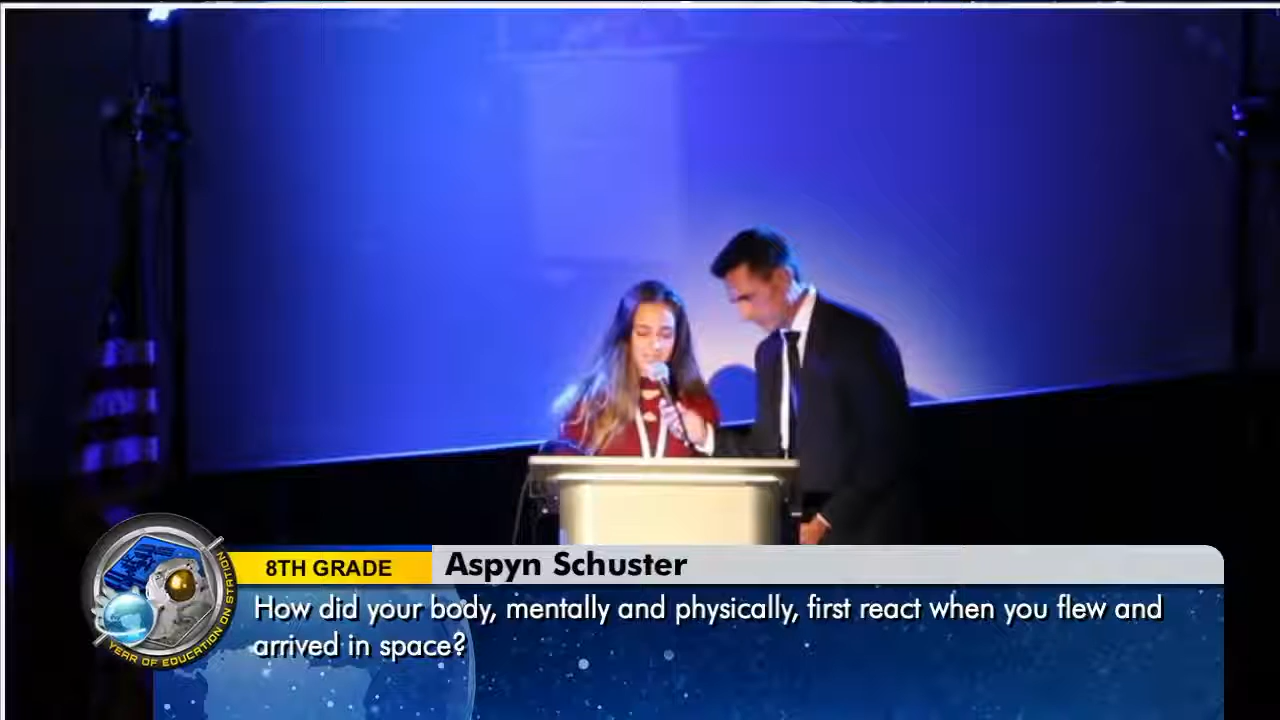 8TH GRADE
Aspyn Schuster
How did your body, mentally and physically, first react when you flew and
arrived in space?
YEAR OF EDUCATION ON STATION